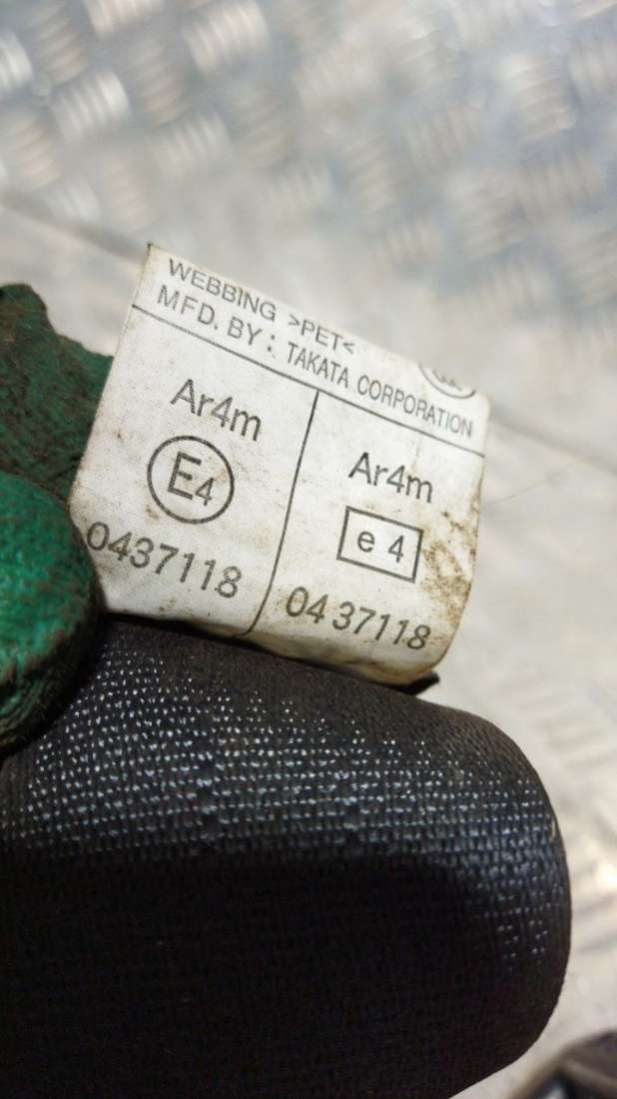 WEBBING >PET<
MFD. BY: TAKATA CORPORATION
Ar4m
E4
0437118
Ar4m
e 4
04 37118